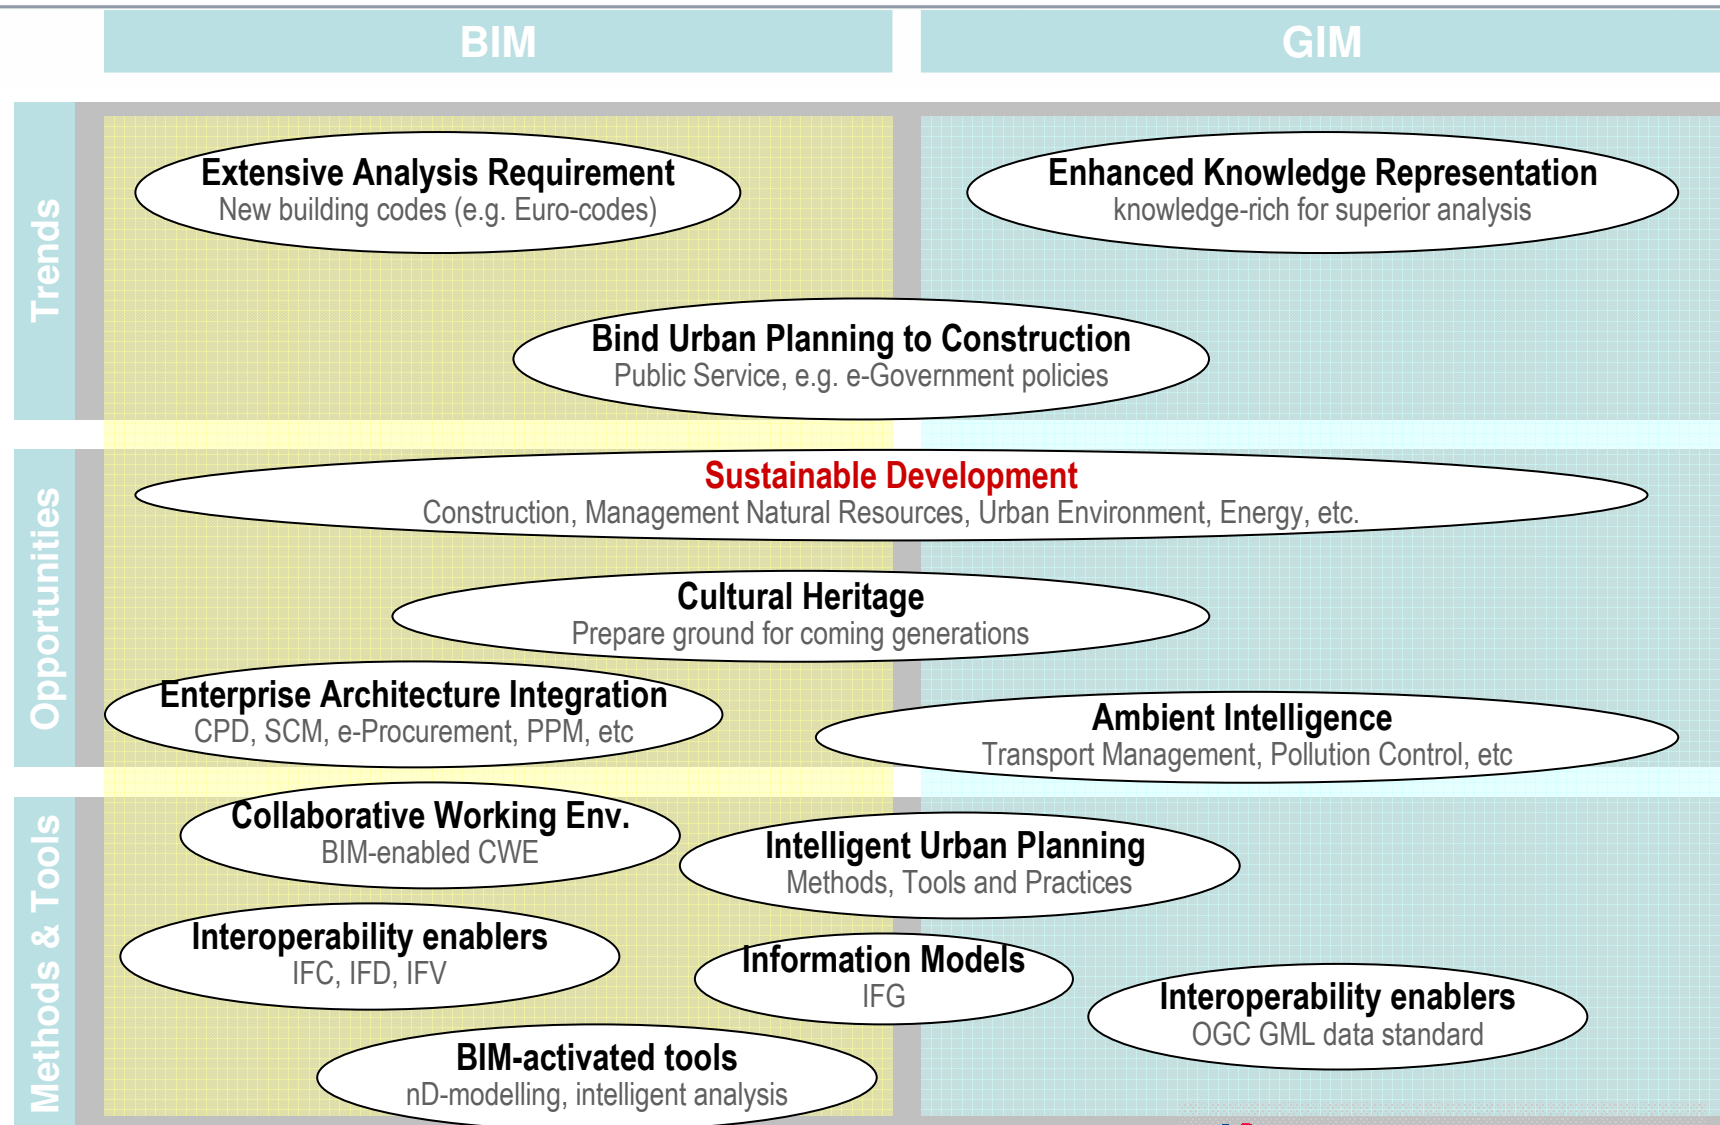 BIM
GIM
Trends
Extensive Analysis Requirement
New building codes (e.g. Euro-codes)
Enhanced Knowledge Representation
knowledge-rich for superior analysis
Bind Urban Planning to Construction
Public Service, e.g. e-Government policies
Opportunities
Sustainable Development
Construction, Management Natural Resources, Urban Environment, Energy, etc.
Cultural Heritage
Prepare ground for coming generations
Enterprise Architecture Integration
CPD, SCM, e-Procurement, PPM, etc
Ambient Intelligence
Transport Management, Pollution Control, etc
Methods & Tools
Collaborative Working Env.
BIM-enabled CWE
Intelligent Urban Planning
Methods, Tools and Practices
Interoperability enablers
IFC, IFD, IFV
Information Models
IFG
Interoperability enablers
OGC GML data standard
BIM-activated tools
nD-modelling, intelligent analysis